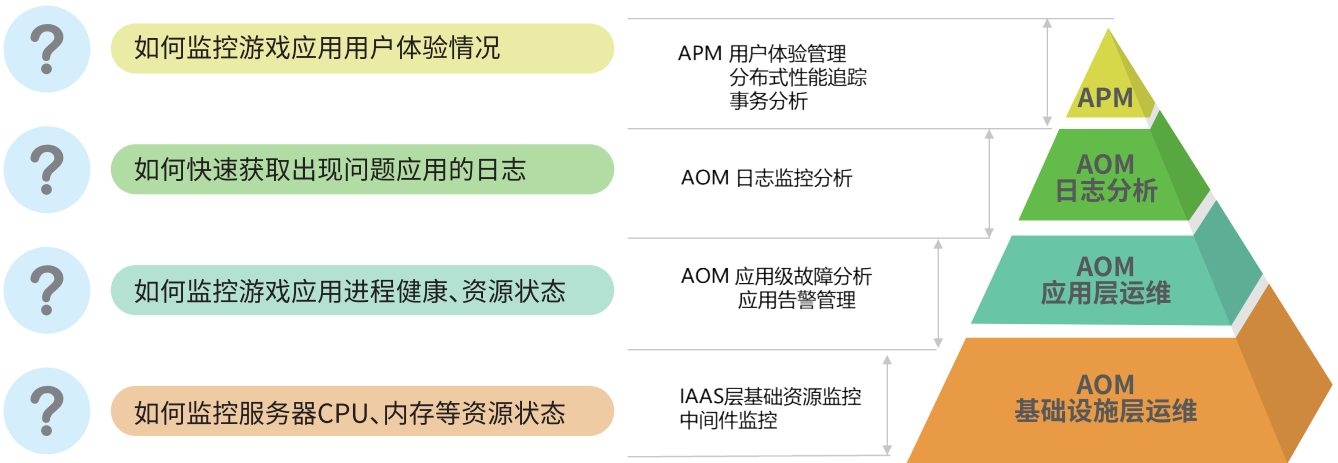 ?
如何监控游戏应用用户体验情况
APM 用户体验管理
分布式性能追踪
事务分析
APM
?
如何快速获取出现问题应用的日志
AOM 日志监控分析
AOM
日志分析
?
如何监控游戏应用进程健康、资源状态
AOM 应用级故障分析
应用告警管理
AOM
应用层运维
?
如何监控服务器CPU、内存等资源状态
IAAS层基础资源监控
中间件监控
AOM
基础设施层运维